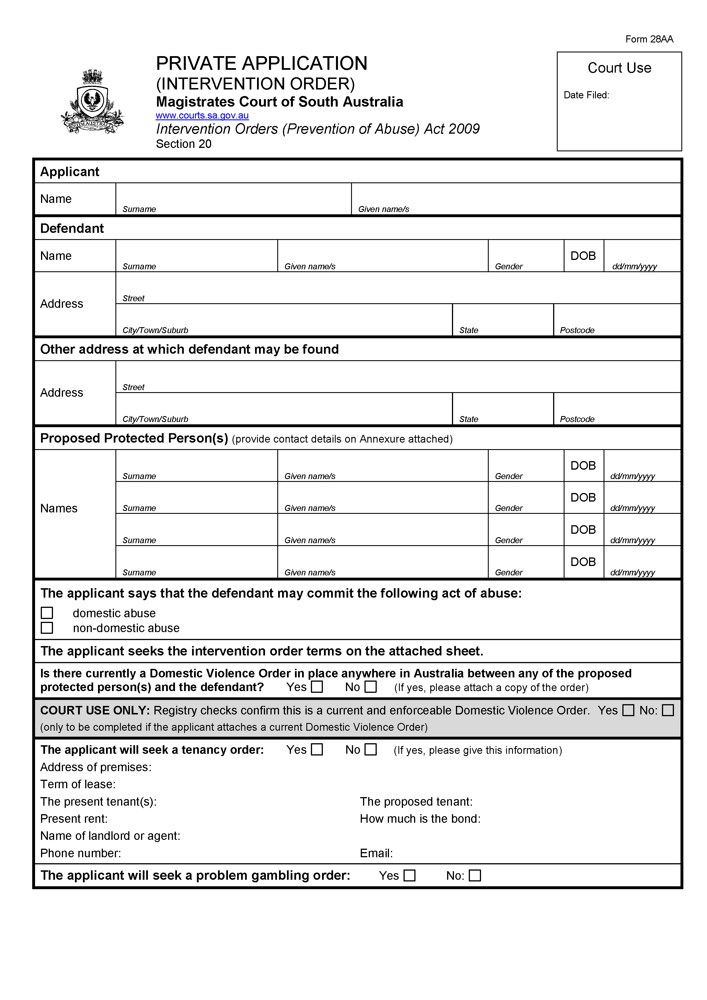 Form 28AA
PRIVATE APPLICATION
(INTERVENTION ORDER)
Magistrates Court of South Australia
www.courts.sa.gov.au
Intervention Orders (Prevention of Abuse) Act 2009
Section 20
Court Use
Date Filed:
SOUTH AUSTRALIA
Applicant
Name
Surname
Given name/s
Defendant
Name
Surname
Given name/s
Gender
DOB
dd/mm/yyyy
Address
Street
City/Town/Suburb
State
Postcode
Other address at which defendant may be found
Address
Street
City/Town/Suburb
State
Postcode
Proposed Protected Person(s) (provide contact details on Annexure attached)
Names
Surname
Given name/s
Gender
DOB
dd/mm/yyyy
Surname
Given name/s
Gender
DOB
dd/mm/yyyy
Surname
Given name/s
Gender
DOB
dd/mm/yyyy
Surname
Given name/s
Gender
DOB
dd/mm/yyyy
The applicant says that the defendant may commit the following act of abuse:
domestic abuse
non-domestic abuse
The applicant seeks the intervention order terms on the attached sheet.
Is there currently a Domestic Violence Order in place anywhere in Australia between any of the proposed
protected person(s) and the defendant? Yes No (If yes, please attach a copy of the order)
COURT USE ONLY: Registry checks confirm this is a current and enforceable Domestic Violence Order. Yes No:
(only to be completed if the applicant attaches a current Domestic Violence Order)
The applicant will seek a tenancy order: Yes No (If yes, please give this information)
Address of premises:
Term of lease:
The present tenant(s): The proposed tenant:
Present rent: How much is the bond:
Name of landlord or agent:
Phone number: Email:
The applicant will seek a problem gambling order: Yes No: